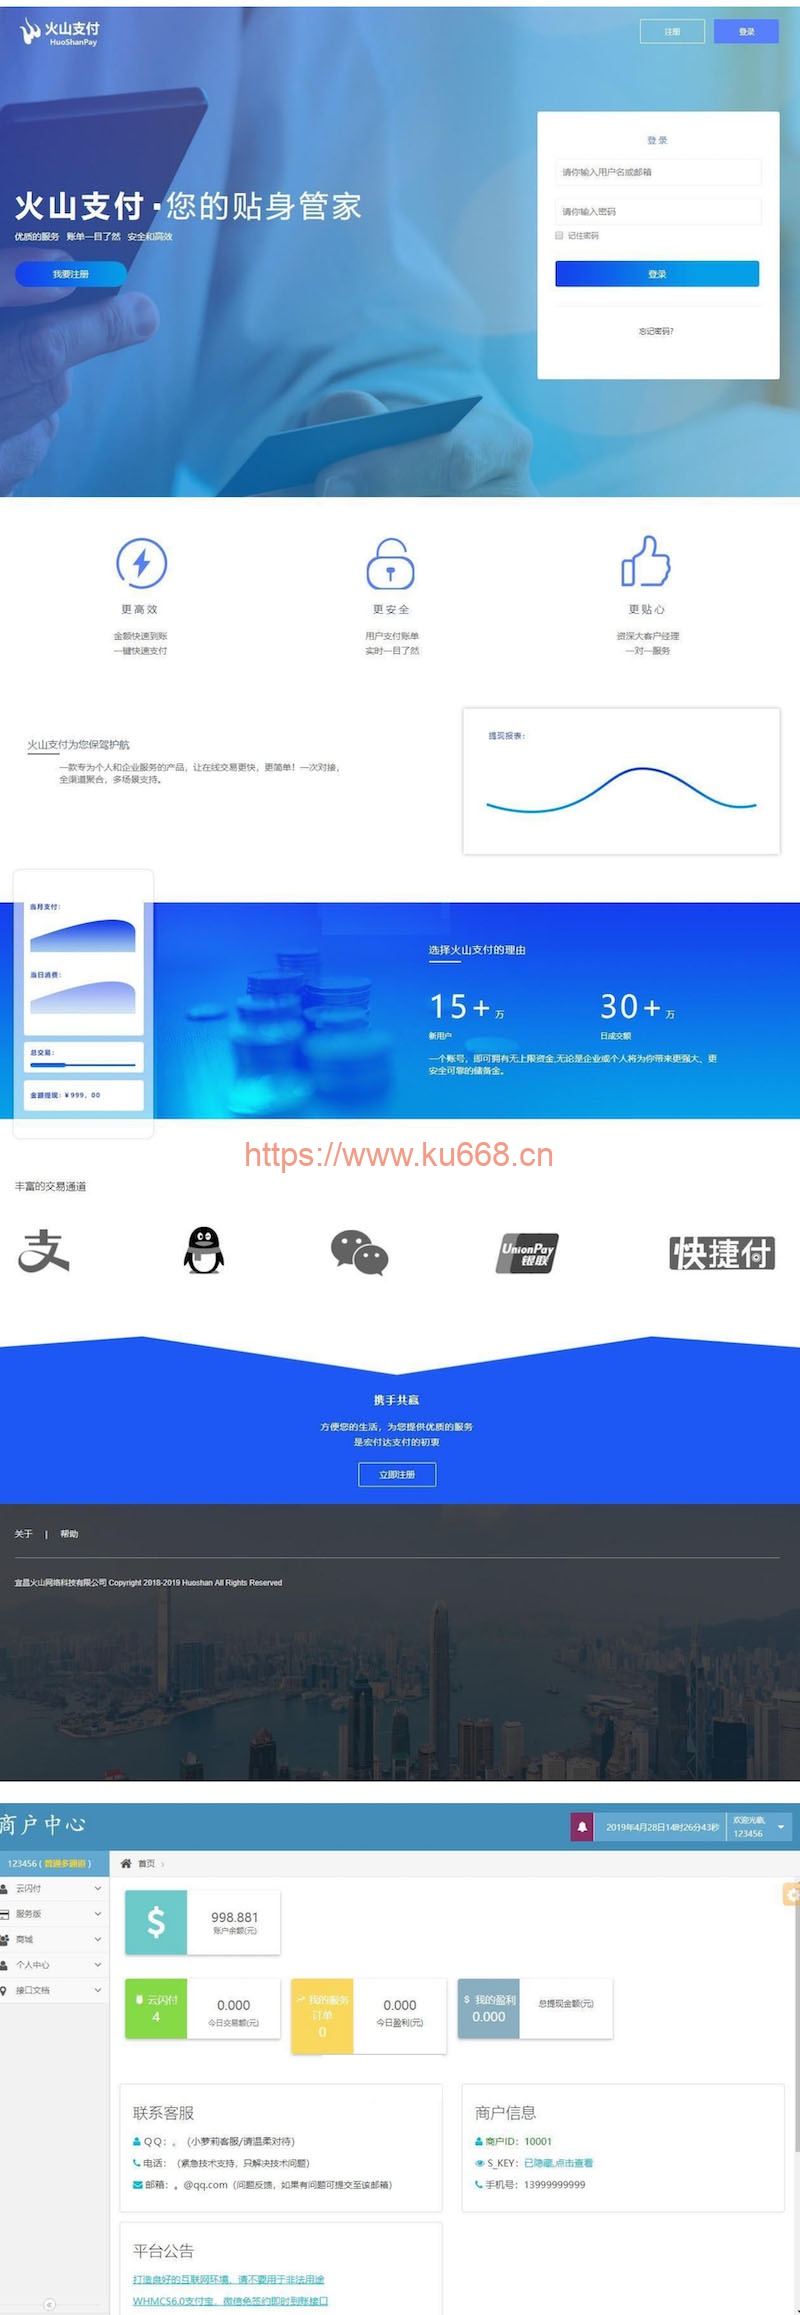 火山支付
HuoShanPay
注册
登录
登 录
请你输入用户名或邮箱
火山支付·您的贴身管家
请你输入密码
优质的服务 账单一目了然 安全和高效
记住密码
我要注册
登录
忘记密码?
更高效
更安全
更贴心
金额快速到账
一键快速支付
用户支付账单
实时一目了然
资深大客户经理
一对一服务
火山支付为您保驾护航
一款专为个人和企业服务的产品，让在线交易更快，更简单！一次对接，
全渠道聚合，多场景支持。
提现报表：
当月支付：
当日消费：
总交易：
金额提现：¥999，00
选择火山支付的理由
15+万
新用户
30+万
日成交额
一个账号，即可拥有无上限资金,无论是企业或个人将为你带来更强大、更
安全可靠的储备金。
https://www.ku668.cn
丰富的交易通道
支
UnionPay
银联
快捷付
携手共赢
方便您的生活，为您提供优质的服务
是宏付达支付的初衷
立即注册
关于 | 帮助
宜昌火山网络科技有限公司 Copyright 2018-2019 Huoshan All Rights Reserved
商户中心
2019年4月28日14时26分43秒
欢迎光临,
123456
123456 ( 普通多通道 )
首页
云闪付
服务版
商城
个人中心
接口文档
$
998.881
账户余额(元)
云闪付
4
0.000
今日交易额(元)
我的服务
订单
0
0.000
今日盈利(元)
$ 我的盈利
0.000
总提现金额(元)
联系客服
QQ：。（小萝莉客服/请温柔对待）
电话：（紧急技术支持，只解决技术问题）
邮箱：。@qq.com（问题反馈，如果有问题可提交至该邮箱）
商户信息
商户ID：10001
S_KEY：已隐藏,点击查看
手机号：13999999999
平台公告
打造良好的互联网环境，请不要用于非法用途
WHMCS6.0支付宝、微信免签约即时到账接口